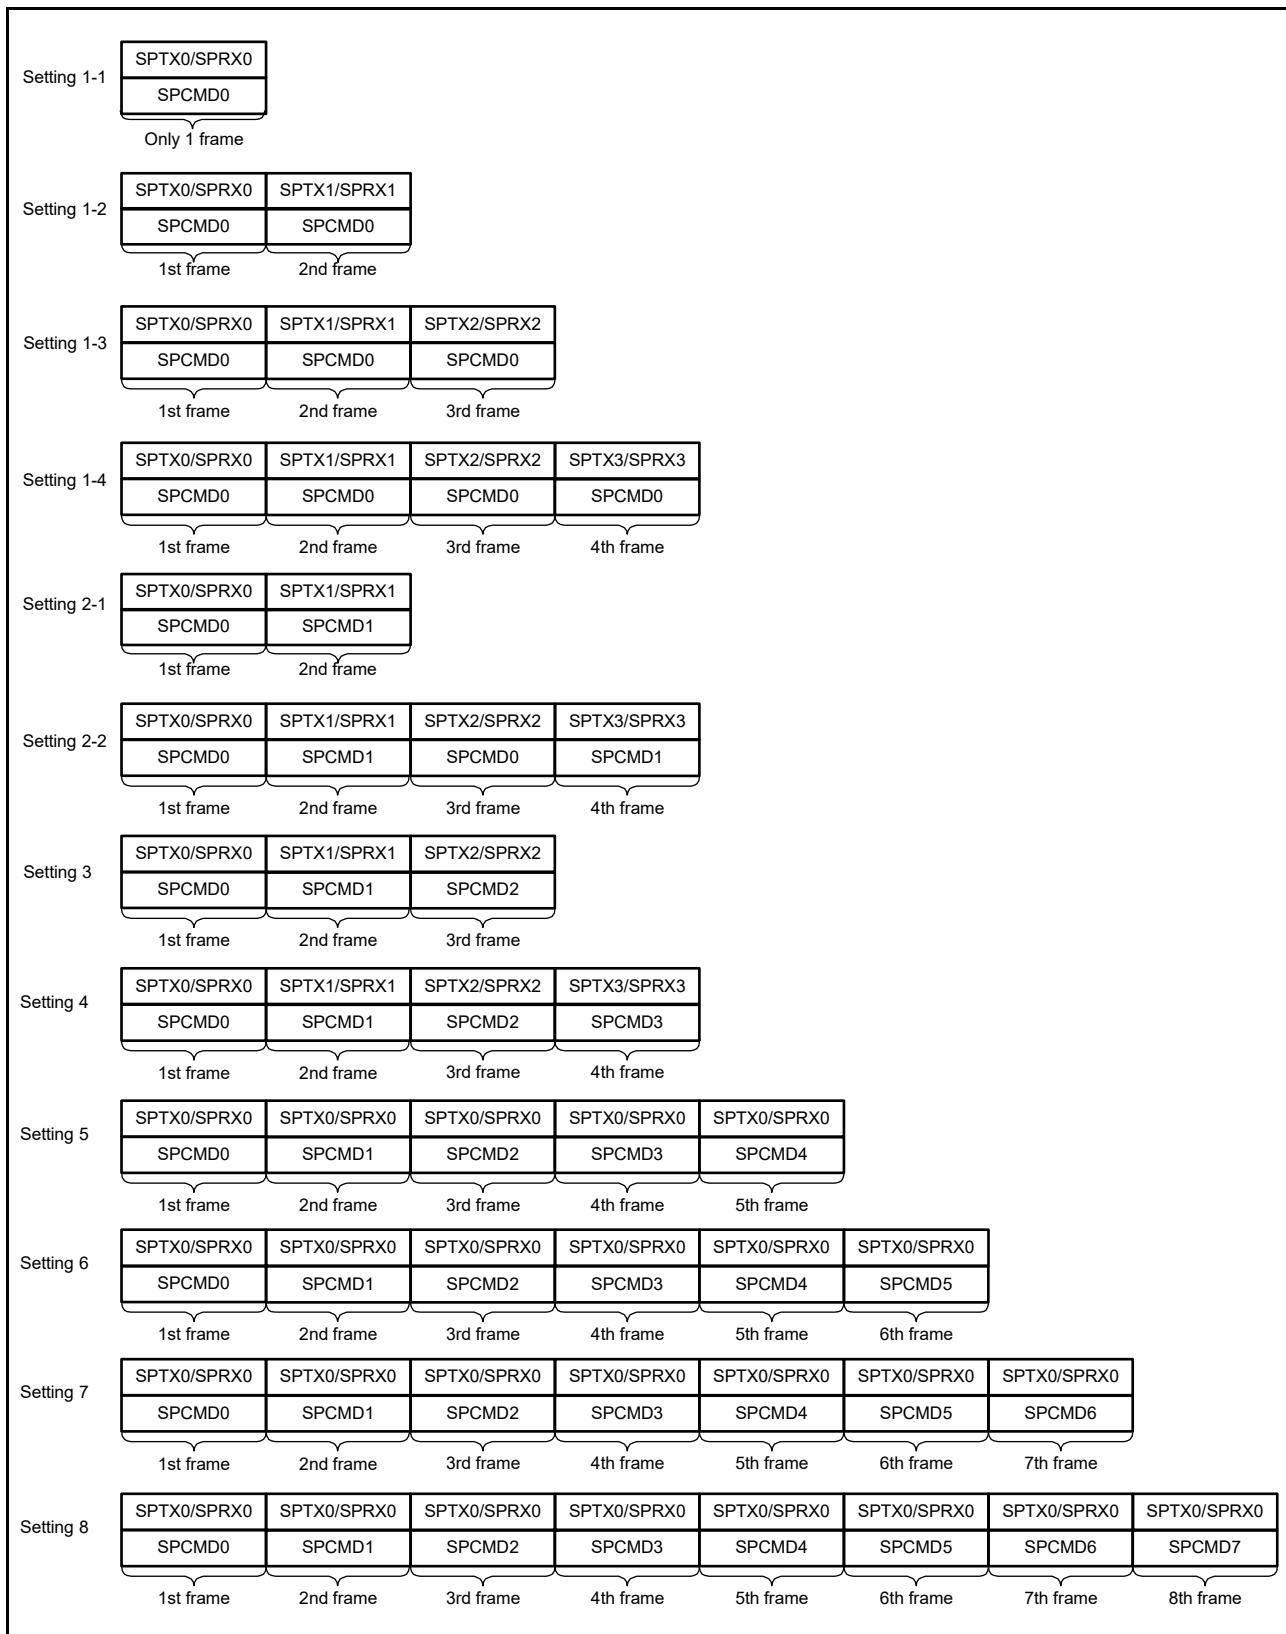 Setting 1-1
SPTX0/SPRX0
SPCMD0
Only 1 frame
Setting 1-2
SPTX0/SPRX0 SPTX1/SPRX1
SPCMD0 SPCMD0
1st frame 2nd frame
Setting 1-3
SPTX0/SPRX0 SPTX1/SPRX1 SPTX2/SPRX2
SPCMD0 SPCMD0 SPCMD0
1st frame 2nd frame 3rd frame
Setting 1-4
SPTX0/SPRX0 SPTX1/SPRX1 SPTX2/SPRX2 SPTX3/SPRX3
SPCMD0 SPCMD0 SPCMD0 SPCMD0
1st frame 2nd frame 3rd frame 4th frame
Setting 2-1
SPTX0/SPRX0 SPTX1/SPRX1
SPCMD0 SPCMD1
1st frame 2nd frame
Setting 2-2
SPTX0/SPRX0 SPTX1/SPRX1 SPTX2/SPRX2 SPTX3/SPRX3
SPCMD0 SPCMD1 SPCMD0 SPCMD1
1st frame 2nd frame 3rd frame 4th frame
Setting 3
SPTX0/SPRX0 SPTX1/SPRX1 SPTX2/SPRX2
SPCMD0 SPCMD1 SPCMD2
1st frame 2nd frame 3rd frame
Setting 4
SPTX0/SPRX0 SPTX1/SPRX1 SPTX2/SPRX2 SPTX3/SPRX3
SPCMD0 SPCMD1 SPCMD2 SPCMD3
1st frame 2nd frame 3rd frame 4th frame
Setting 5
SPTX0/SPRX0 SPTX0/SPRX0 SPTX0/SPRX0 SPTX0/SPRX0 SPTX0/SPRX0
SPCMD0 SPCMD1 SPCMD2 SPCMD3 SPCMD4
1st frame 2nd frame 3rd frame 4th frame 5th frame
Setting 6
SPTX0/SPRX0 SPTX0/SPRX0 SPTX0/SPRX0 SPTX0/SPRX0 SPTX0/SPRX0 SPTX0/SPRX0
SPCMD0 SPCMD1 SPCMD2 SPCMD3 SPCMD4 SPCMD5
1st frame 2nd frame 3rd frame 4th frame 5th frame 6th frame
Setting 7
SPTX0/SPRX0 SPTX0/SPRX0 SPTX0/SPRX0 SPTX0/SPRX0 SPTX0/SPRX0 SPTX0/SPRX0 SPTX0/SPRX0
SPCMD0 SPCMD1 SPCMD2 SPCMD3 SPCMD4 SPCMD5 SPCMD6
1st frame 2nd frame 3rd frame 4th frame 5th frame 6th frame 7th frame
Setting 8
SPTX0/SPRX0 SPTX0/SPRX0 SPTX0/SPRX0 SPTX0/SPRX0 SPTX0/SPRX0 SPTX0/SPRX0 SPTX0/SPRX0 SPTX0/SPRX0
SPCMD0 SPCMD1 SPCMD2 SPCMD3 SPCMD4 SPCMD5 SPCMD6 SPCMD7
1st frame 2nd frame 3rd frame 4th frame 5th frame 6th frame 7th frame 8th frame